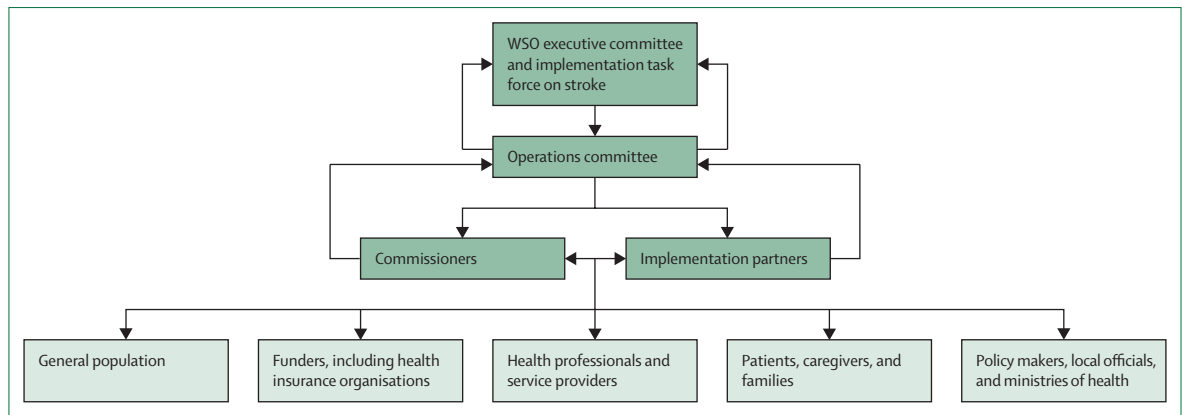 WSO executive committee
and implementation task
force on stroke
Operations committee
Commissioners
Implementation partners
General population
Funders, including health
insurance organisations
Health professionals and
service providers
Patients, caregivers, and
families
Policy makers, local officials,
and ministries of health